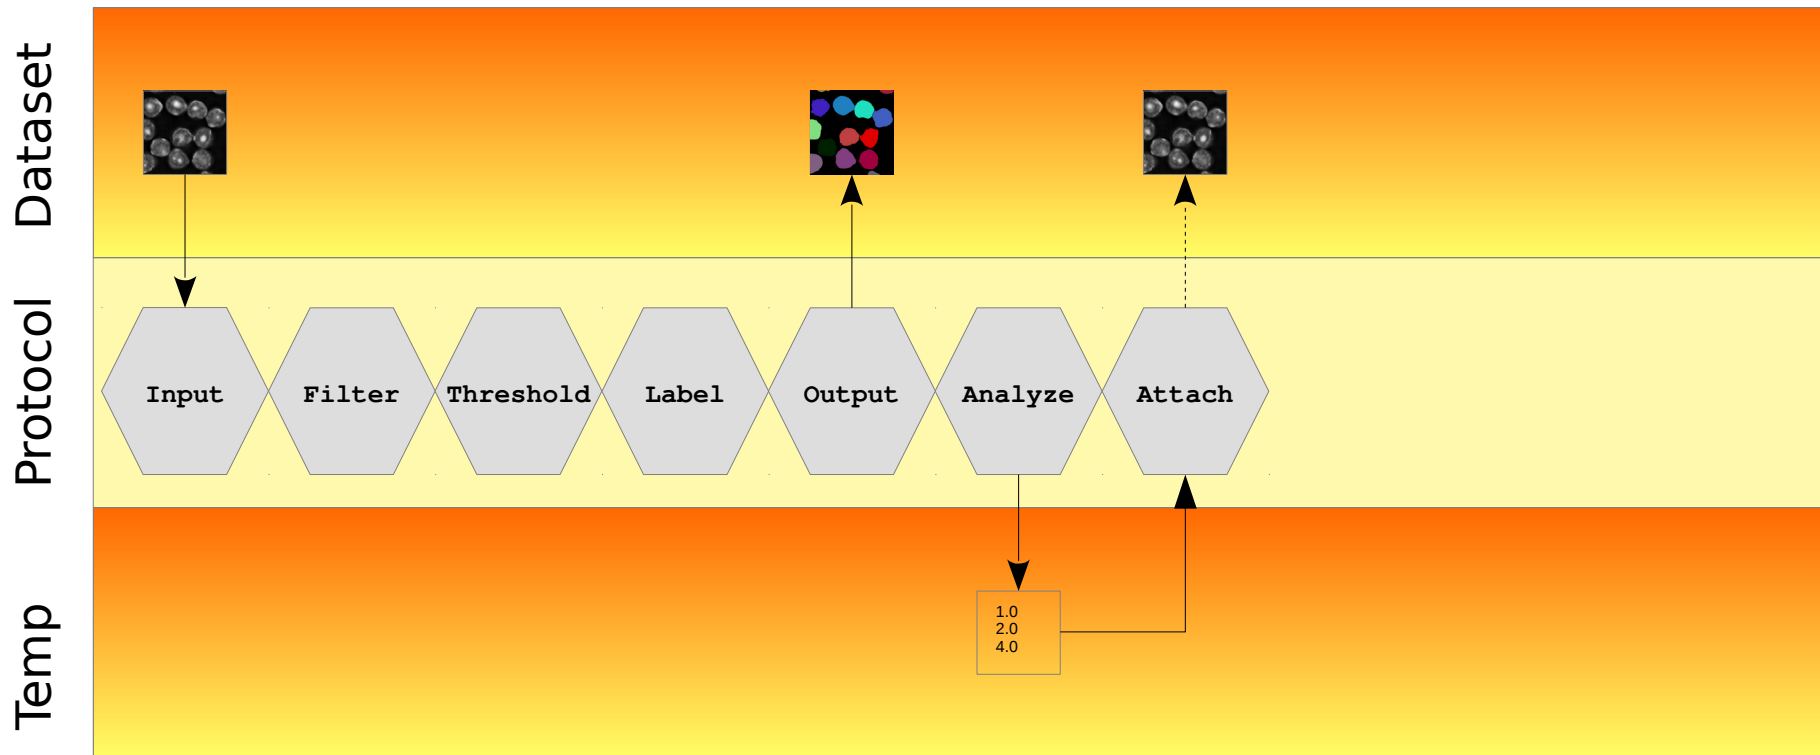 Dataset
Protocol
Input
Filter
Threshold
Label
Output
Analyze
Attach
Temp
1.0
2.0
4.0